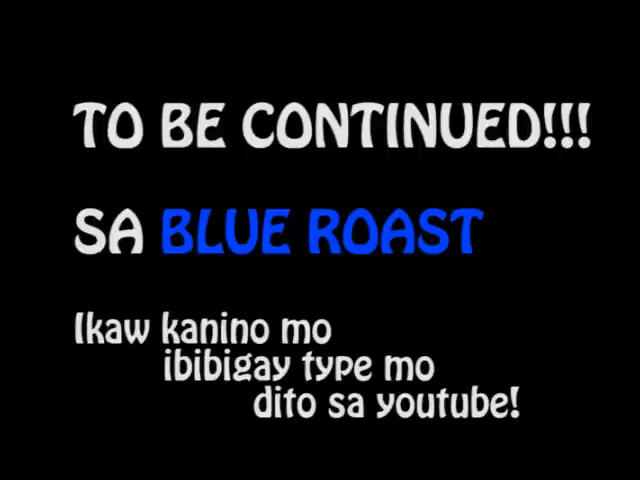 TO BE CONTINUED!!!
SA BLUE ROAST
Ikaw kanino mo
ibibigay type mo
dito sa youtube!